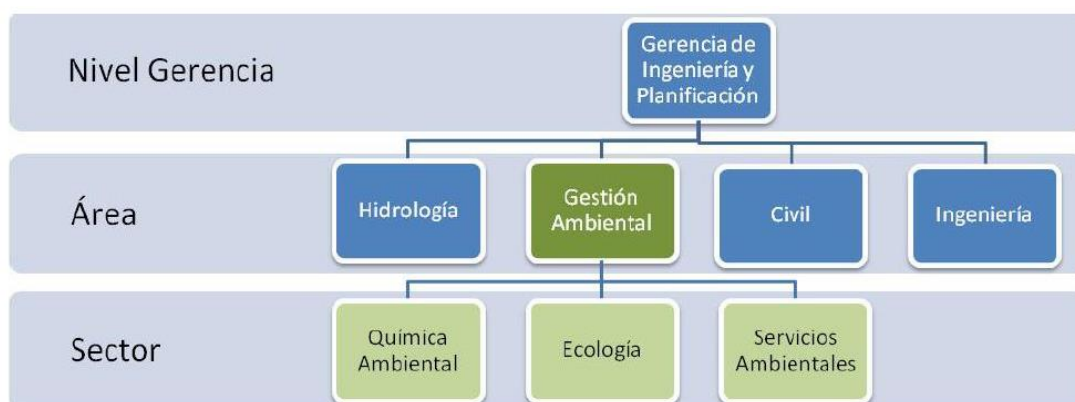 Nivel Gerencia
Gerencia de
Ingeniería y
Planificación
Área
Hidrología
Gestión
Ambiental
Civil
Ingeniería
Sector
Química
Ambiental
Ecología
Servicios
Ambientales